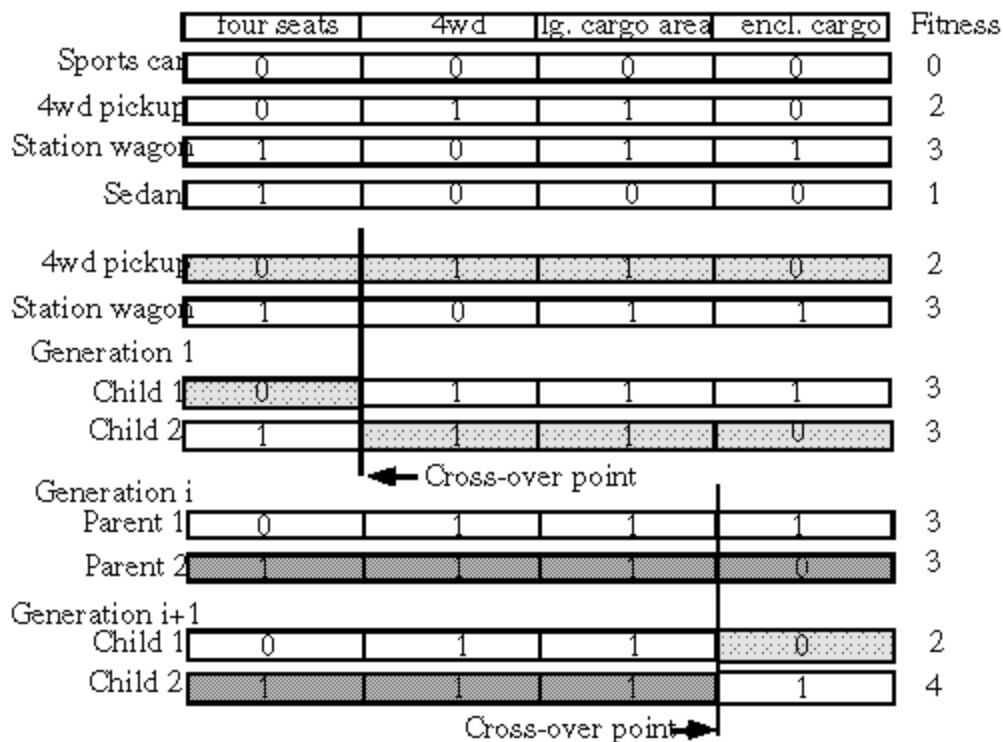 four seats 4wd lg. cargo area encl. cargo Fitness
Sports car 0 0 0 0 0
4wd pickup 0 1 1 0 2
Station wagon 1 0 1 1 3
Sedan 1 0 0 0 1
4wd pickup 0 1 1 0 2
Station wagon 1 0 1 1 3
Generation 1
Child 1 0 1 1 1 3
Child 2 1 1 1 0 3
Cross-over point
Generation i
Parent 1 0 1 1 1 3
Parent 2 1 1 1 0 3
Generation i+1
Child 1 0 1 1 0 2
Child 2 1 1 1 1 4
Cross-over point